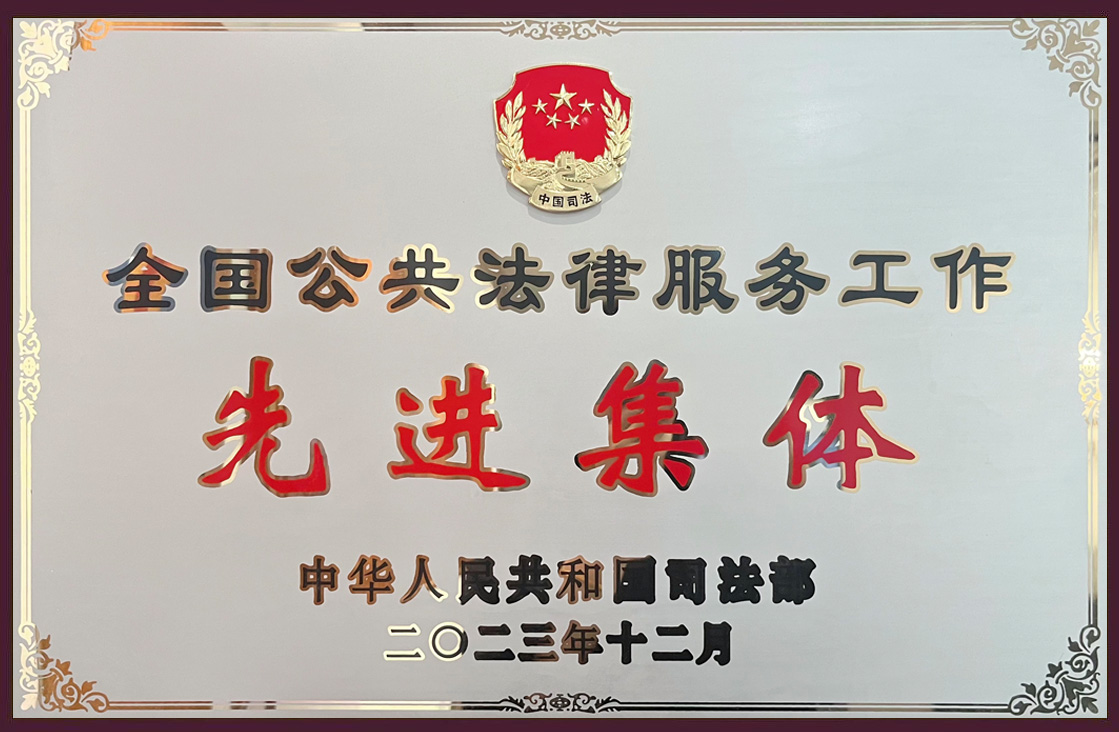 中国司法
全国公共法律服务工作
先进集体
中华人民共和国司法部
二〇二三年十二月